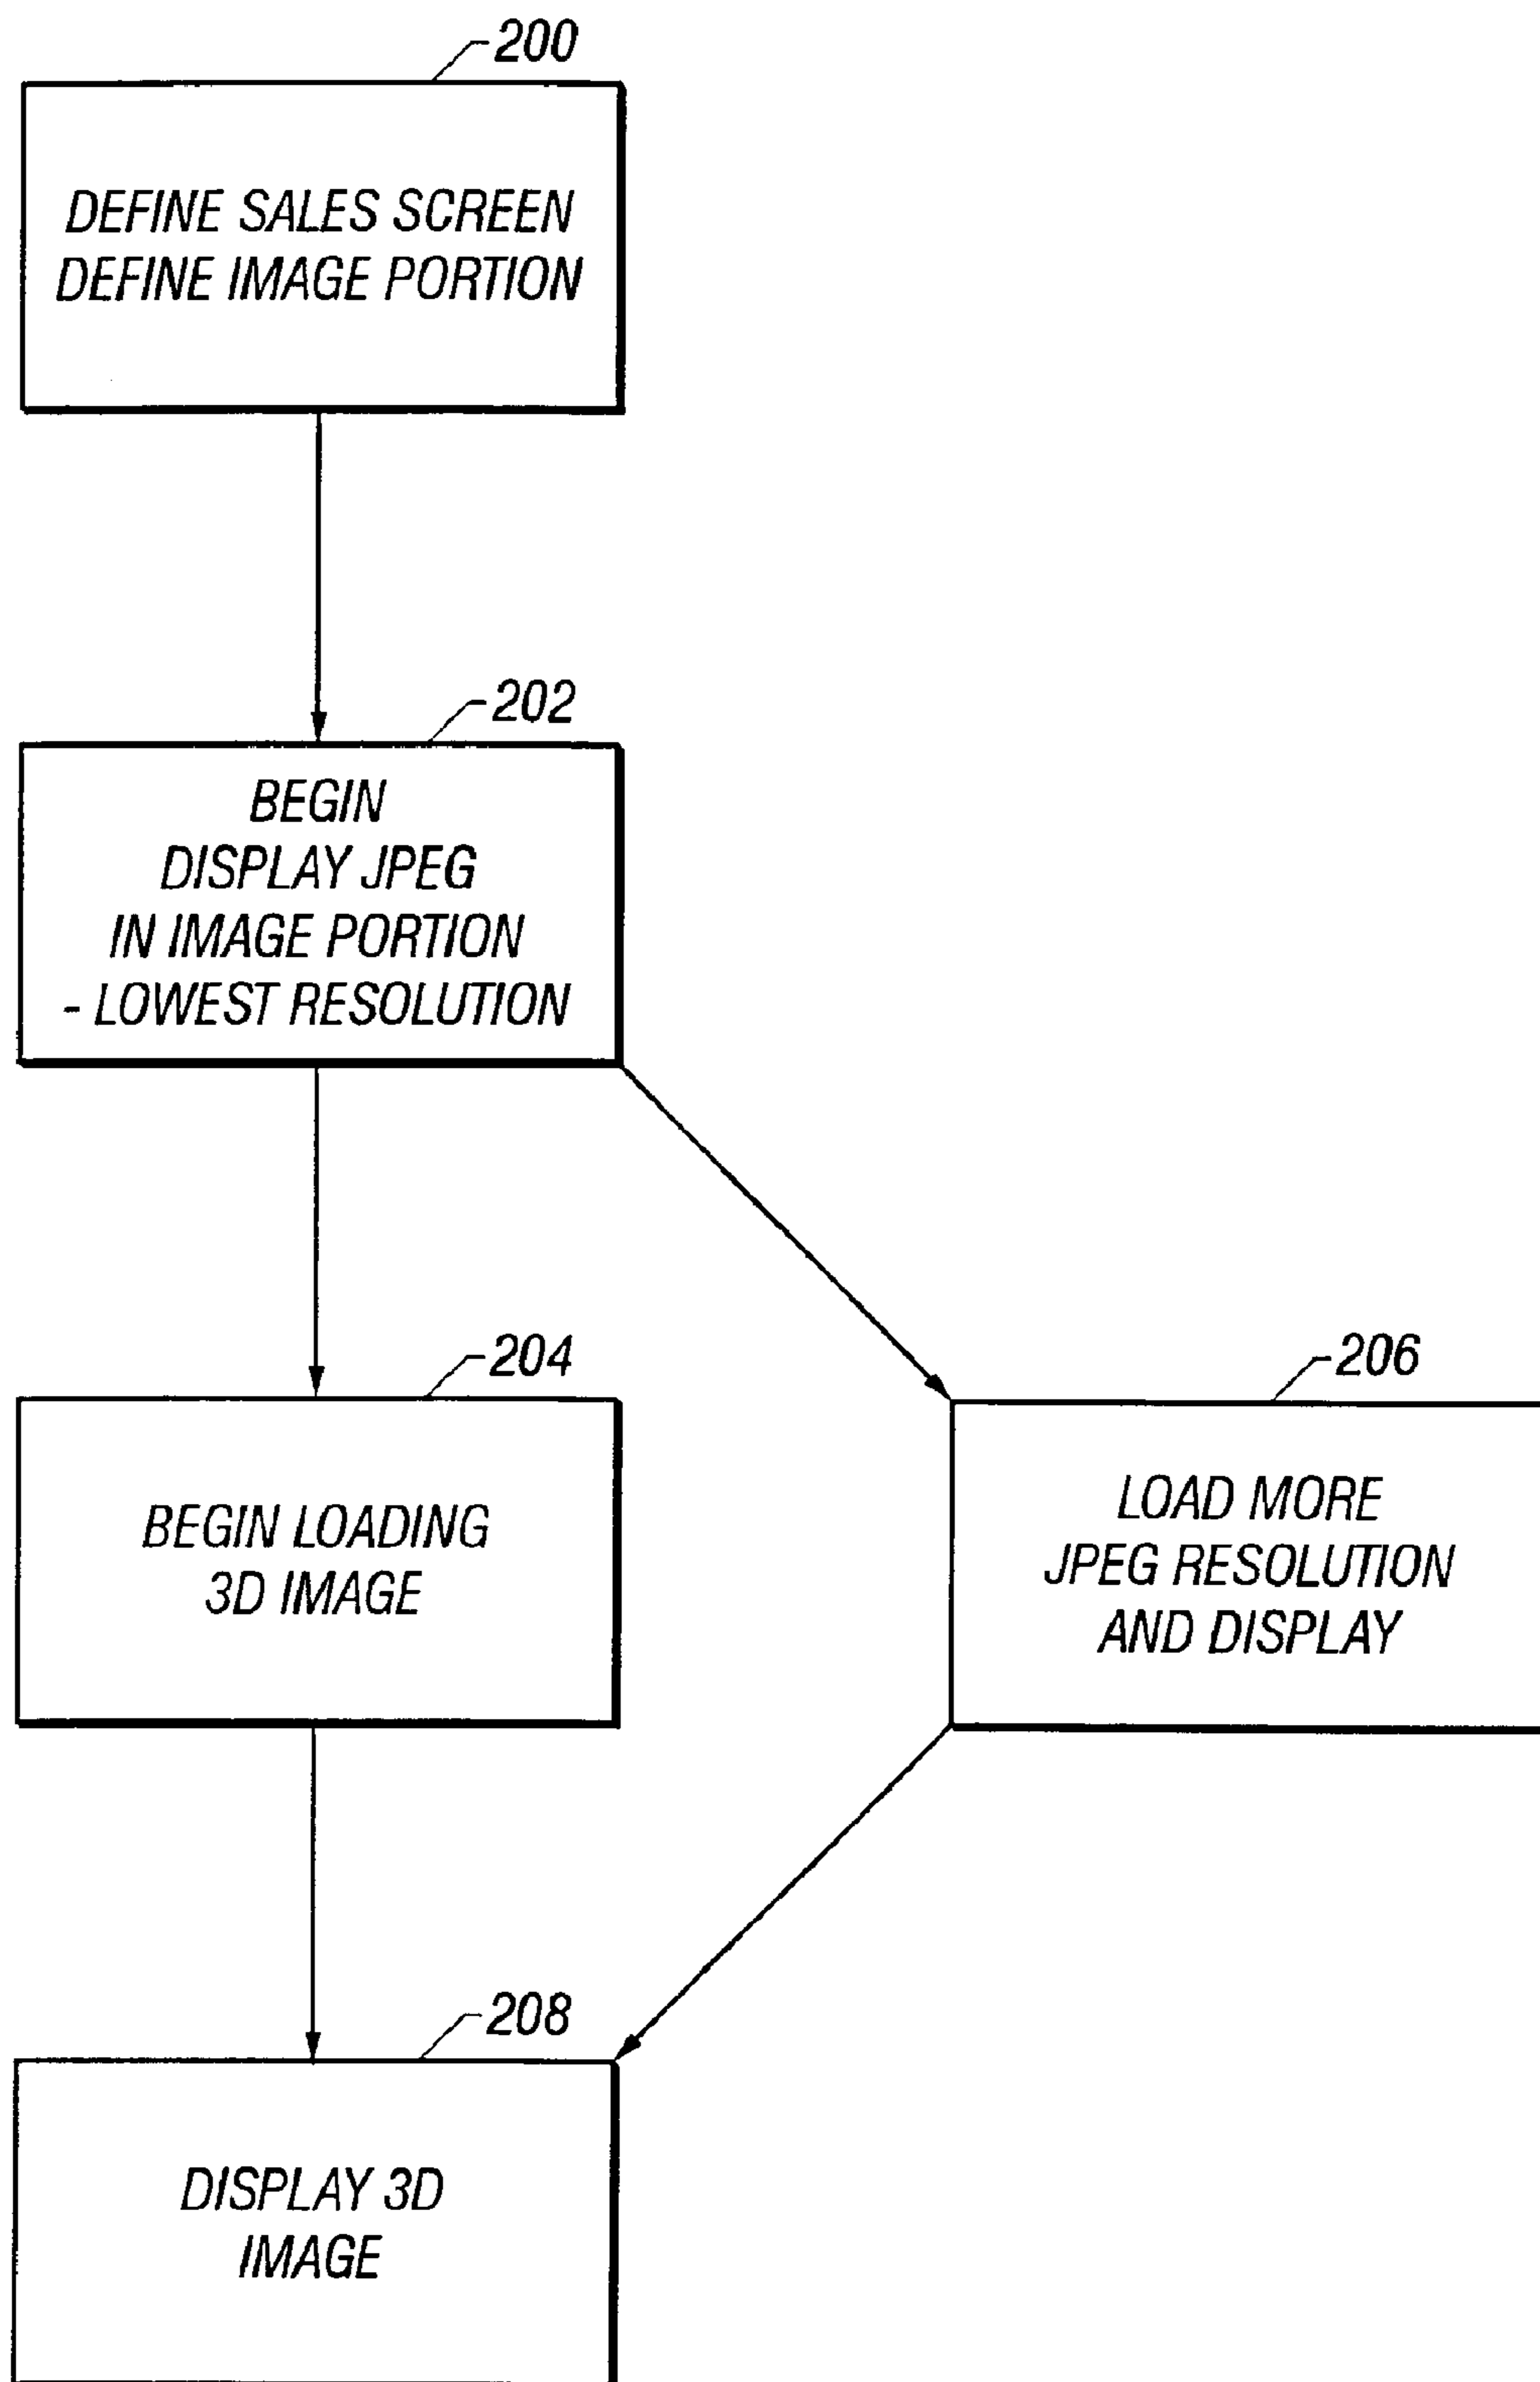 200
DEFINE SALES SCREEN
DEFINE IMAGE PORTION
202
BEGIN
DISPLAY JPEG
IN IMAGE PORTION
- LOWEST RESOLUTION
204
BEGIN LOADING
3D IMAGE
206
LOAD MORE
JPEG RESOLUTION
AND DISPLAY
208
DISPLAY 3D
IMAGE